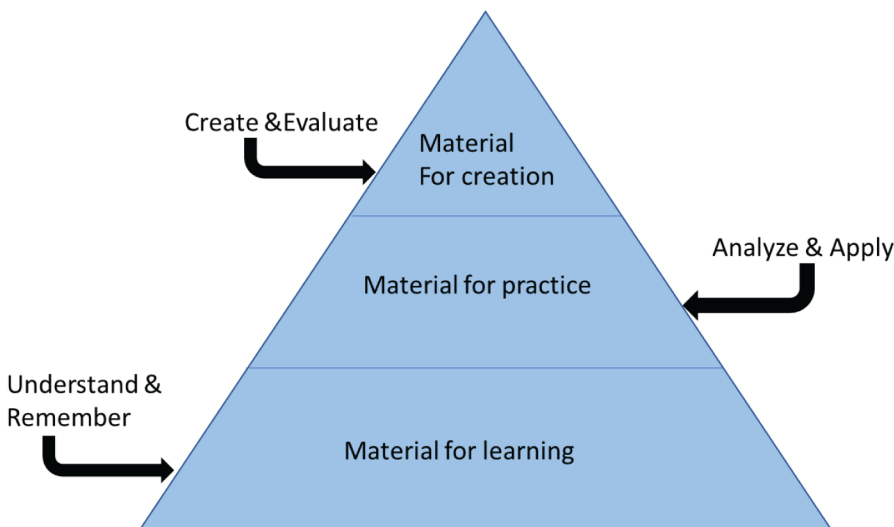 Create &Evaluate
Material
For creation
Analyze & Apply
Material for practice
Understand &
Remember
Material for learning